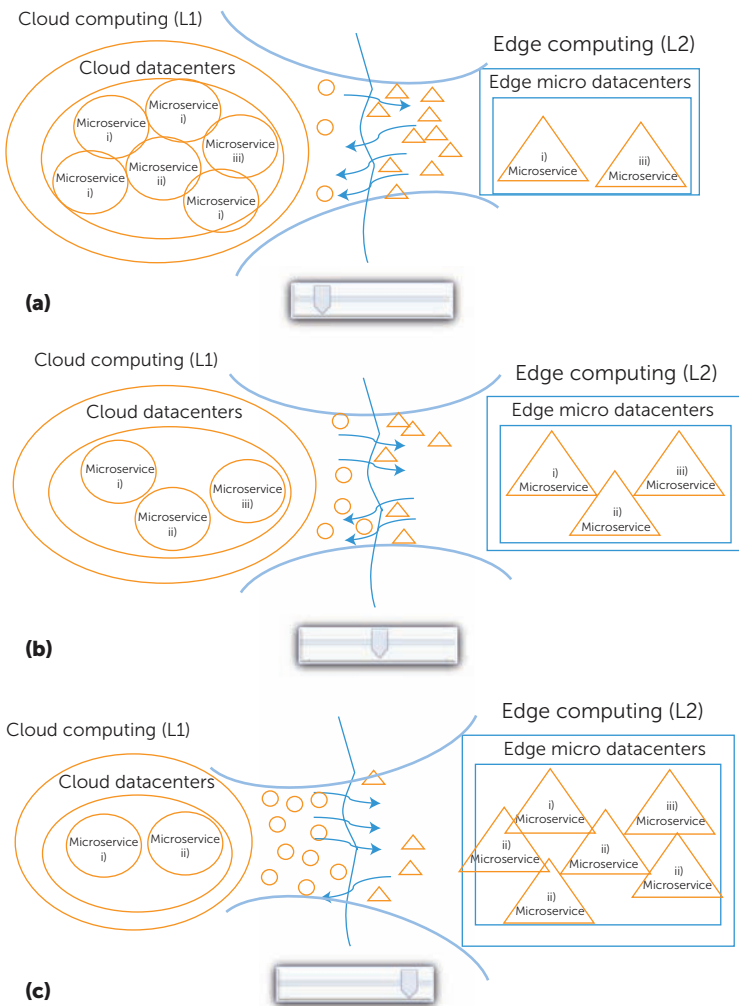 Cloud computing (L1)
Edge computing (L2)
Cloud datacenters
Edge micro datacenters
Microservice
i)
Microservice
i)
Microservice
iii)
Microservice
i)
Microservice
ii)
Microservice
i)
i)
Microservice
iii)
Microservice
(a)
Cloud computing (L1)
Edge computing (L2)
Cloud datacenters
Edge micro datacenters
Microservice
i)
Microservice
ii)
Microservice
iii)
i)
Microservice
ii)
Microservice
iii)
Microservice
(b)
Cloud computing (L1)
Edge computing (L2)
Cloud datacenters
Edge micro datacenters
Microservice
i)
Microservice
ii)
i)
Microservice
iii)
Microservice
ii)
Microservice
ii)
Microservice
ii)
Microservice
ii)
Microservice
(c)